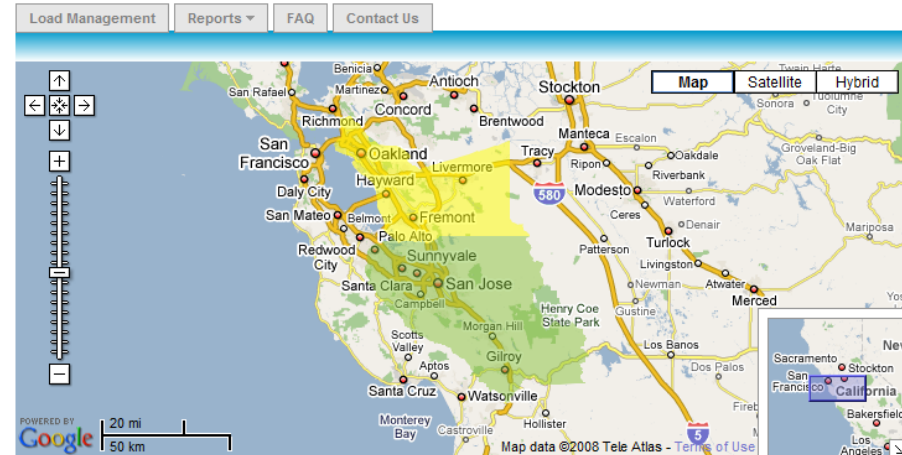 Load Management
Reports
FAQ
Contact Us
Map
Satellite
Hybrid
Benicia
Antioch
Stockton
Twain Harte
San Rafael
Martinez
Concord
Sonora
Tuolumne
City
Richmond
Brentwood
Manteca
Escalon
San
Francisco
Oakland
Tracy
Ripon
Oakdale
Groveland-Big
Oak Flat
Livermore
Riverbank
Daly City
Hayward
580
Modesto
Waterford
San Mateo
Belmont
Fremont
Ceres
Denair
Mariposa
Palo Alto
Turlock
Redwood
City
Sunnyvale
Patterson
Livingston
Santa Clara
San Jose
Newman
Atwater
Merced
Campbell
Henry Coe
State Park
Gustine
Morgan Hill
Scotts
Valley
Los Banos
Gilroy
Aptos
Dos Palos
Santa Cruz
Watsonville
Monterey
Bay
Castroville
Hollister
5
Sacramento
Stockton
San
Francisco
California
Bakersfield
Los
Angeles
POWERED BY
Google
20 mi
50 km
Map data ©2008 Tele Atlas - Terms of Use